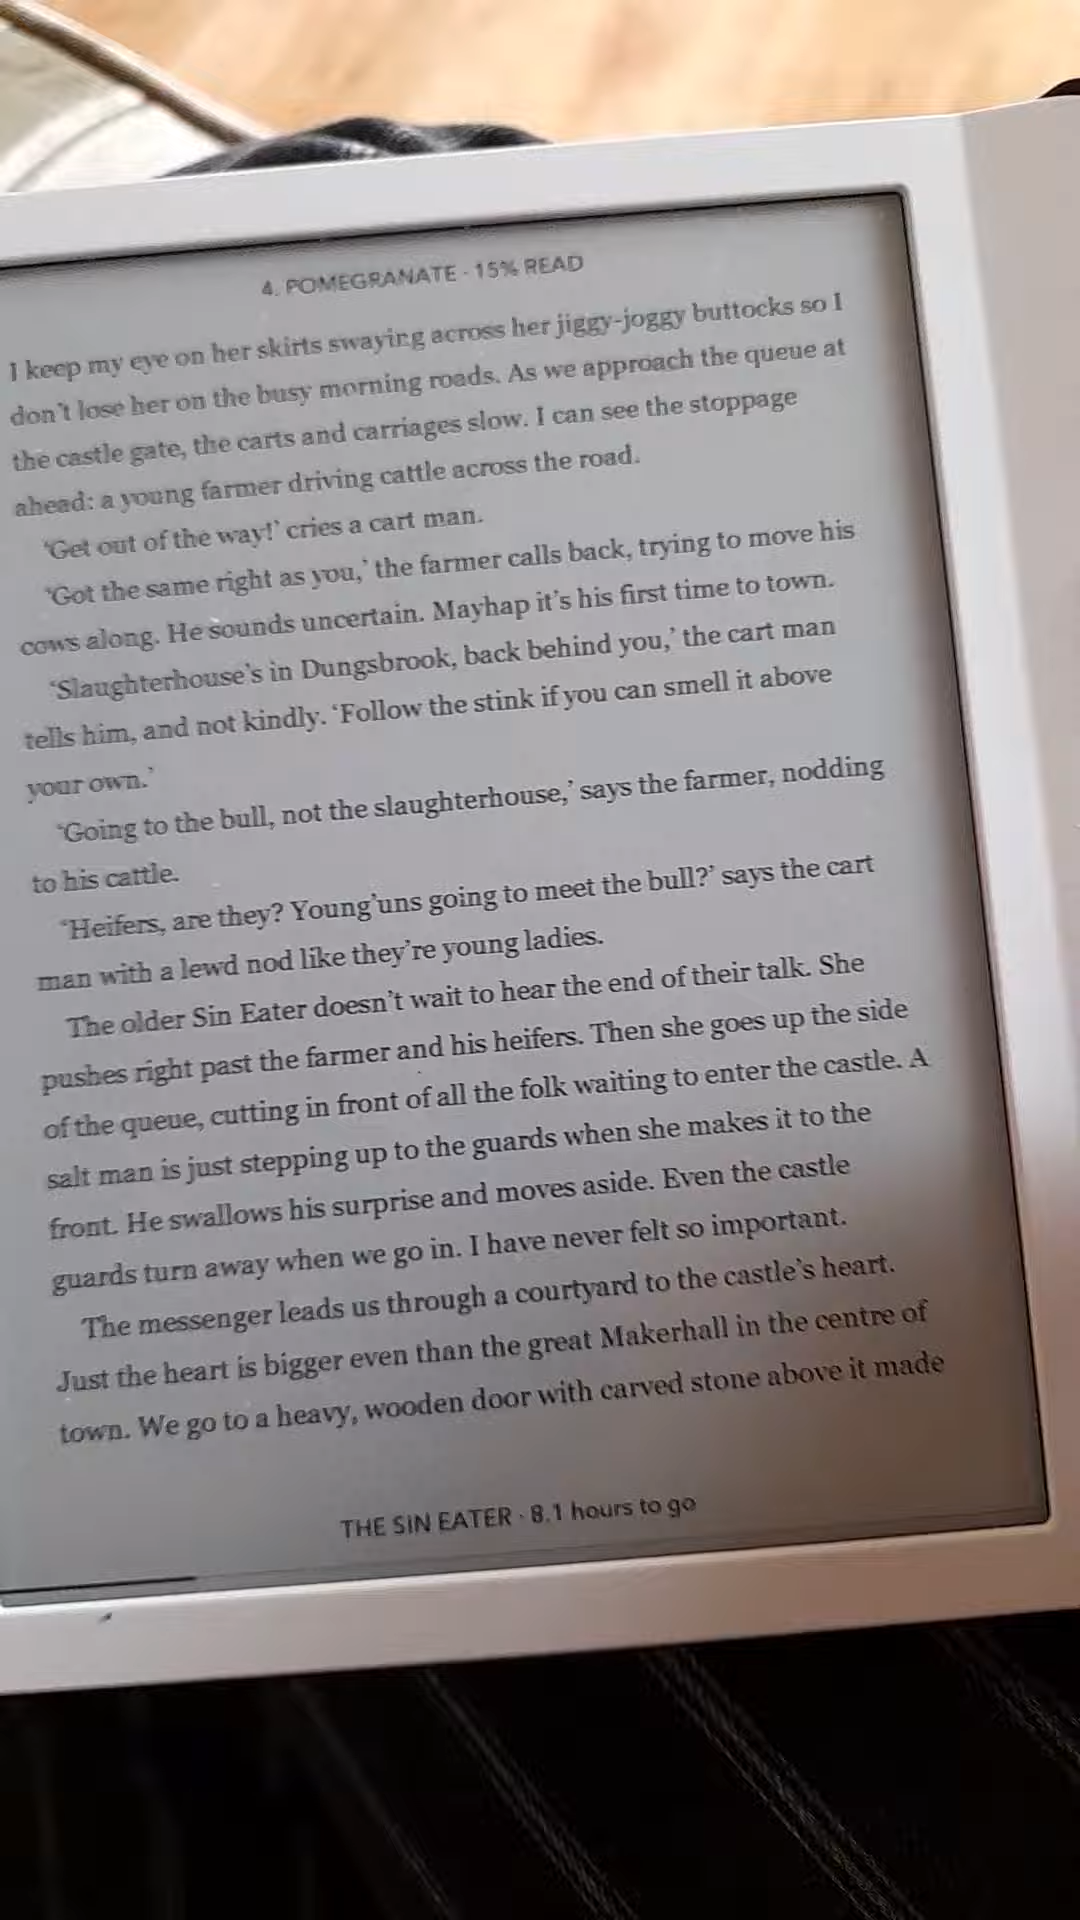 4. POMEGRANATE · 15% READ
I keep my eye on her skirts swaying across her jiggy-joggy buttocks so I
don’t lose her on the busy morning roads. As we approach the queue at
the castle gate, the carts and carriages slow. I can see the stoppage
ahead: a young farmer driving cattle across the road.
‘Get out of the way!’ cries a cart man.
‘Got the same right as you,’ the farmer calls back, trying to move his
cows along. He sounds uncertain. Mayhap it’s his first time to town.
‘Slaughterhouse’s in Dungsbrook, back behind you,’ the cart man
tells him, and not kindly. ‘Follow the stink if you can smell it above
your own.’
‘Going to the bull, not the slaughterhouse,’ says the farmer, nodding
to his cattle.
‘Heifers, are they? Young’uns going to meet the bull?’ says the cart
man with a lewd nod like they’re young ladies.
The older Sin Eater doesn’t wait to hear the end of their talk. She
pushes right past the farmer and his heifers. Then she goes up the side
of the queue, cutting in front of all the folk waiting to enter the castle. A
salt man is just stepping up to the guards when she makes it to the
front. He swallows his surprise and moves aside. Even the castle
guards turn away when we go in. I have never felt so important.
The messenger leads us through a courtyard to the castle’s heart.
Just the heart is bigger even than the great Makerhall in the centre of
town. We go to a heavy, wooden door with carved stone above it made
THE SIN EATER · 8.1 hours to go